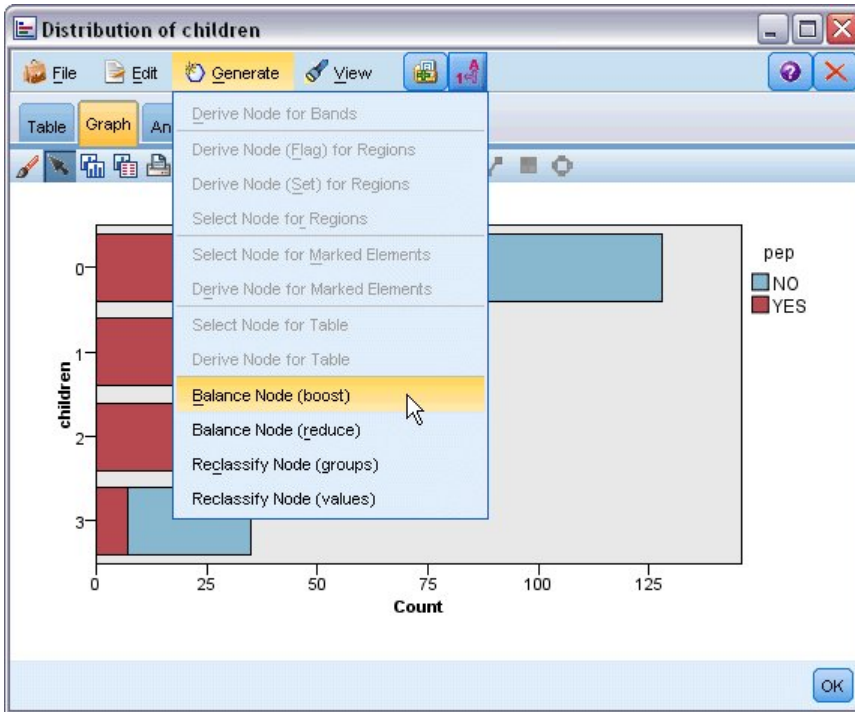 Distribution of children
File Edit Generate View
Table Graph An
Derive Node for Bands
Derive Node (Flag) for Regions
Derive Node (Set) for Regions
Select Node for Regions
Select Node for Marked Elements
Derive Node for Marked Elements
Select Node for Table
Derive Node for Table
Balance Node (boost)
Balance Node (reduce)
Reclassify Node (groups)
Reclassify Node (values)
children
0
1
2
3
0 25 50 75 100 125
Count
pep
NO
YES
OK